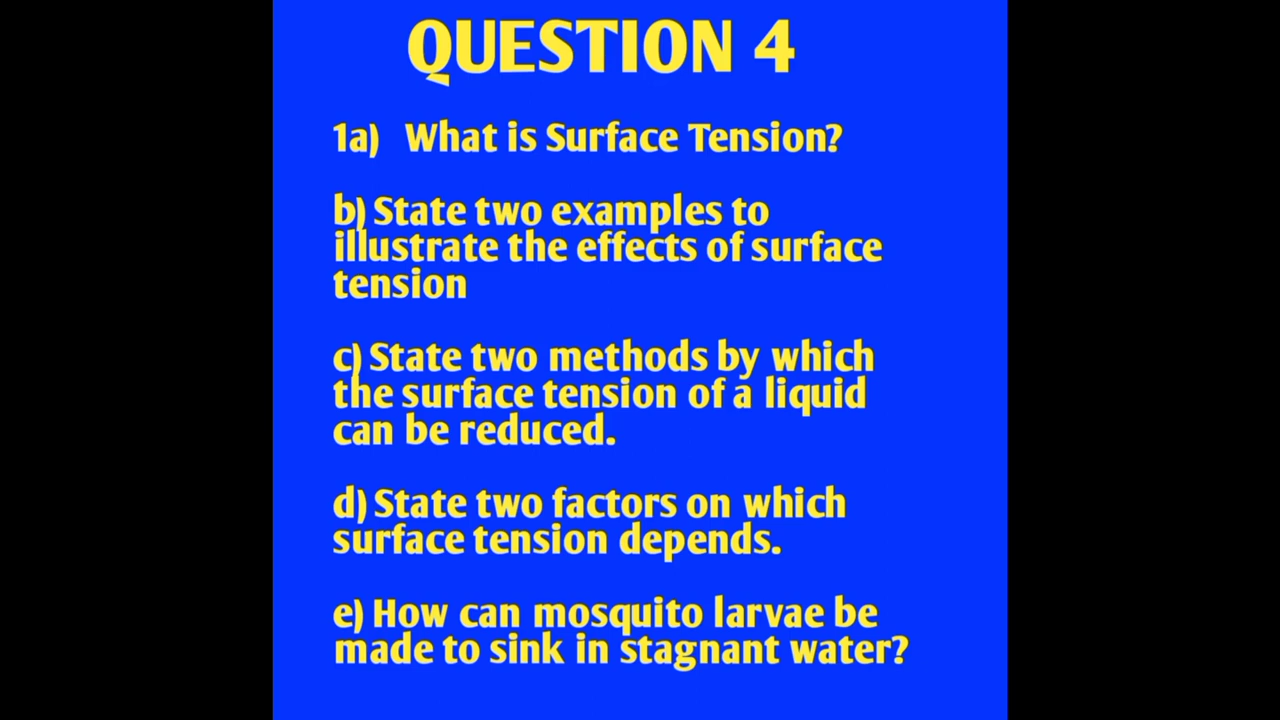 QUESTION 4
1a) What is Surface Tension?
b) State two examples to
illustrate the effects of surface
tension
c) State two methods by which
the surface tension of a liquid
can be reduced.
d) State two factors on which
surface tension depends.
e) How can mosquito larvae be
made to sink in stagnant water?